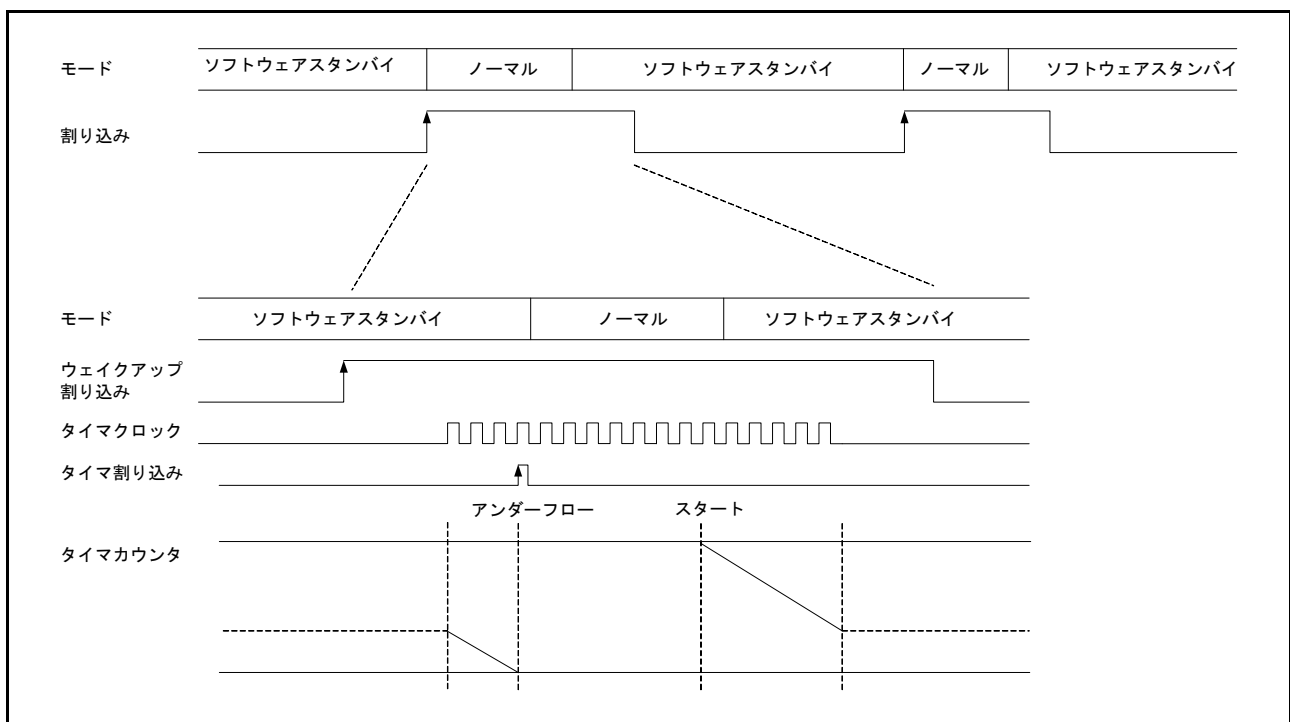 モード
ソフトウェアスタンバイ
ノーマル
ソフトウェアスタンバイ
ノーマル
ソフトウェアスタンバイ
割り込み
モード
ソフトウェアスタンバイ
ノーマル
ソフトウェアスタンバイ
ウェイクアップ
割り込み
タイマクロック
タイマ割り込み
アンダーフロー
スタート
タイマカウンタ